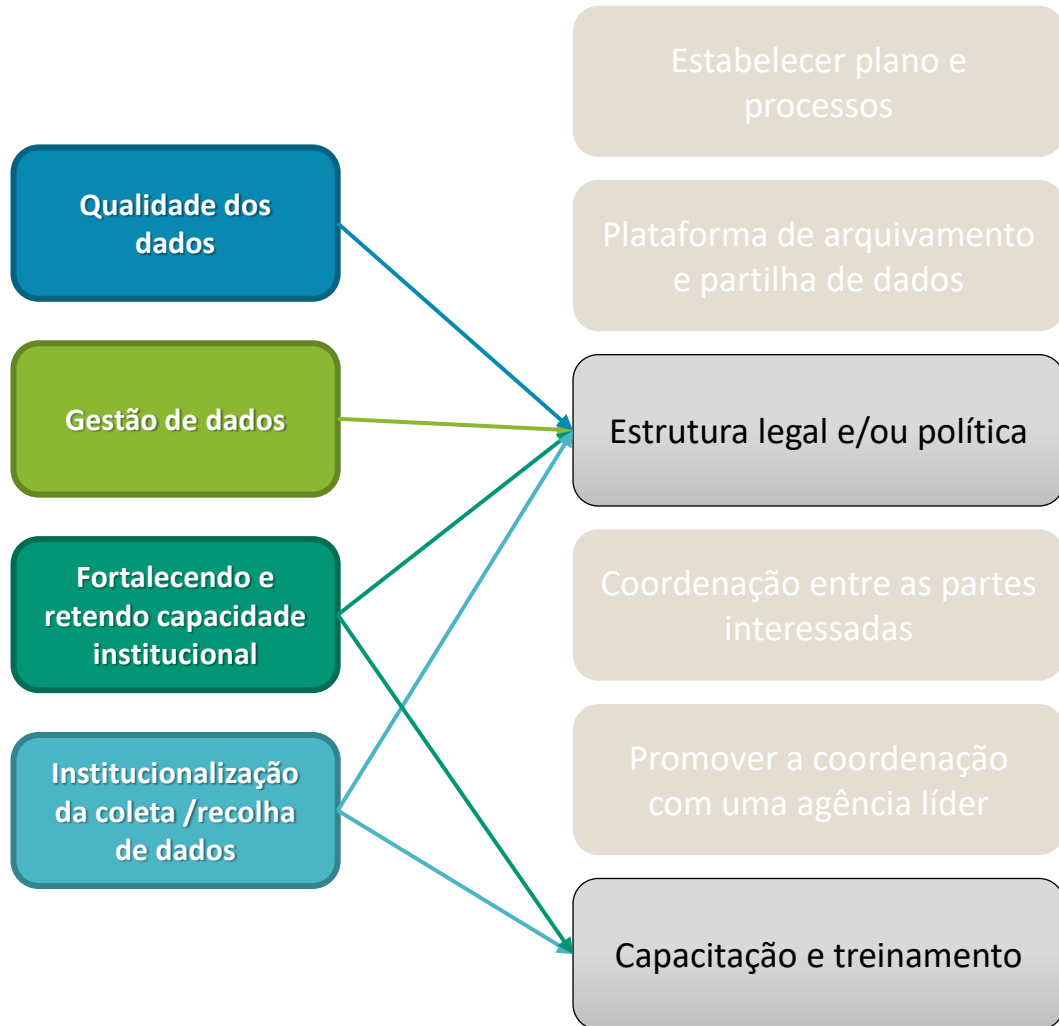 Qualidade dos
dados
Gestão de dados
Fortalecendo e
retendo capacidade
institucional
Institucionalização
da coleta /recolha
de dados
Estabelecer plano e
processos
Plataforma de arquivamento
e partilha de dados
Estrutura legal e/ou política
Coordenação entre as partes
interessadas
Promover a coordenação
com uma agência líder
Capacitação e treinamento